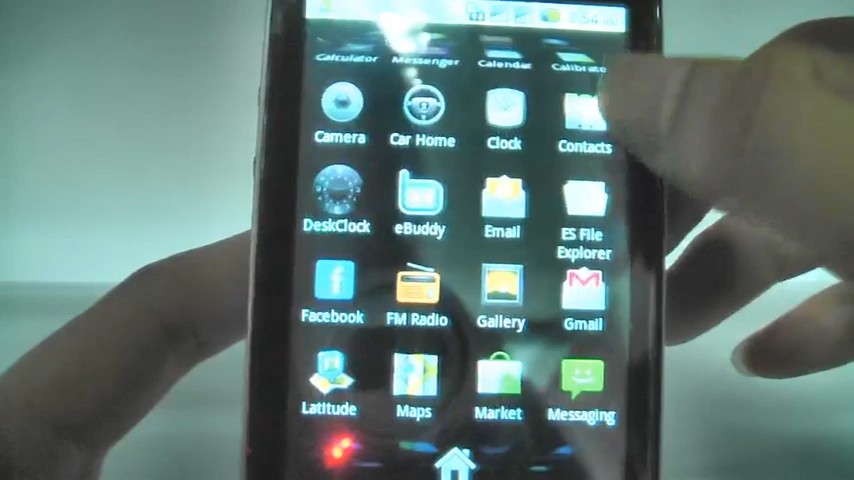 Calculator Messenger Calendar Calibrate
Camera Car Home Clock Contacts
DeskClock eBuddy Email ES File
Explorer
Facebook FM Radio Gallery Gmail
Latitude Maps Market Messaging